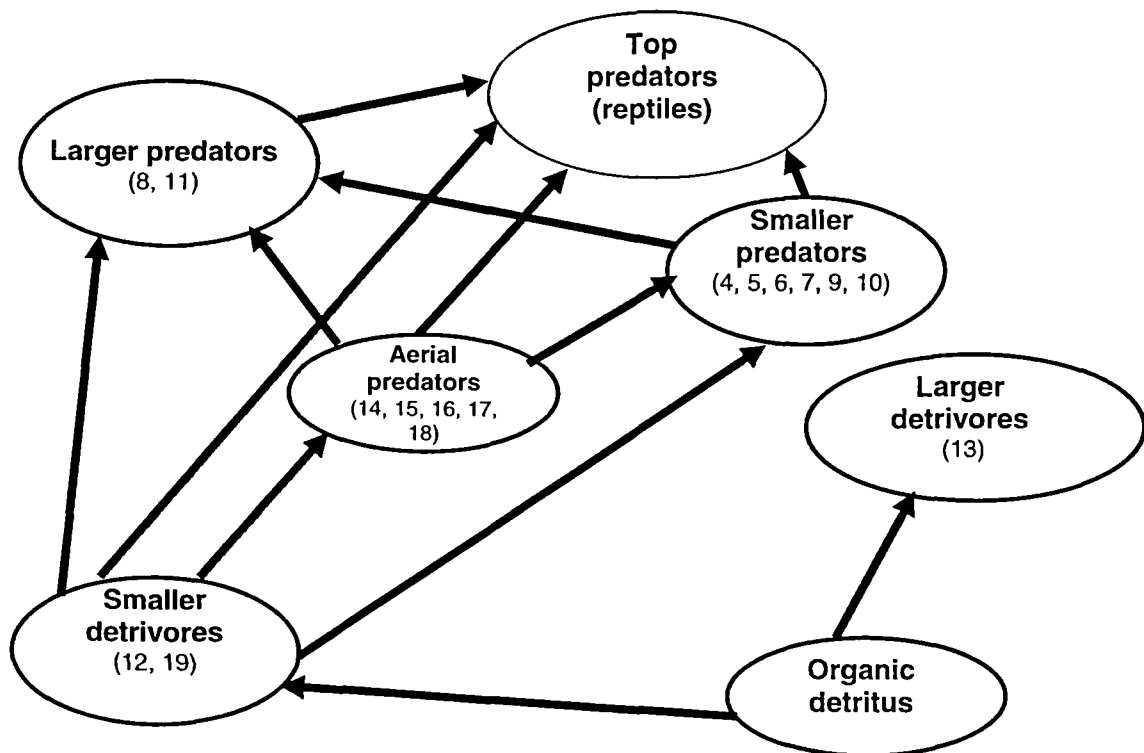 Top
predators
(reptiles)
Larger predators
(8, 11)
Smaller
predators
(4, 5, 6, 7, 9, 10)
Aerial
predators
(14, 15, 16, 17,
18)
Larger
detrivores
(13)
Smaller
detrivores
(12, 19)
Organic
detritus